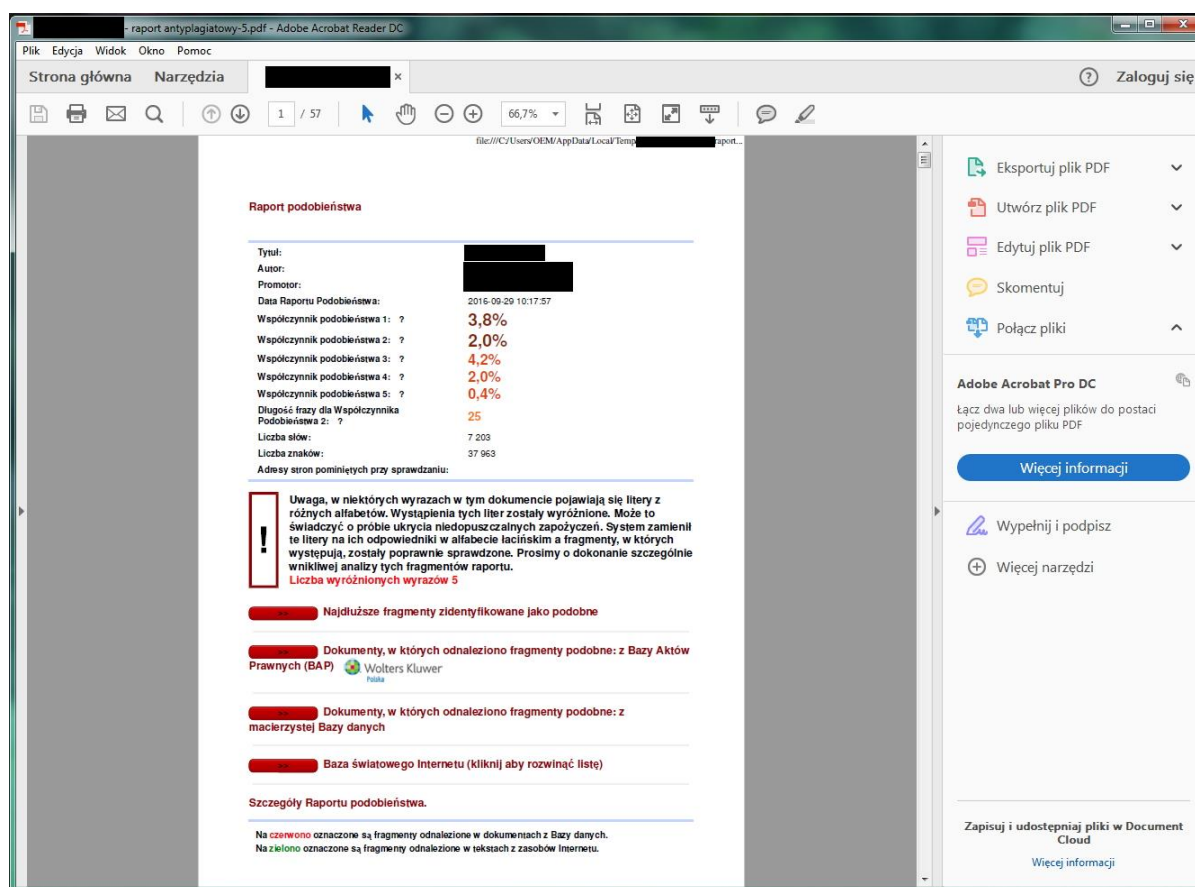 - raport antyplagiatowy-5.pdf - Adobe Acrobat Reader DC
Plik Edycja Widok Okno Pomoc
Strona główna Narzędzia × ? Zaloguj się
1 / 57 66,7%
file:///C:/Users/OEM/AppData/Local/Temp raport...
Raport podobieństwa
Tytuł:
Autor:
Promotor:
Data Raportu Podobieństwa: 2016-09-29 10:17:57
Współczynnik podobieństwa 1: ? 3,8%
Współczynnik podobieństwa 2: ? 2,0%
Współczynnik podobieństwa 3: ? 4,2%
Współczynnik podobieństwa 4: ? 2,0%
Współczynnik podobieństwa 5: ? 0,4%
Długość frazy dla Współczynnika
Podobieństwa 2: ? 25
Liczba słów: 7 203
Liczba znaków: 37 963
Adresy stron pominiętych przy sprawdzaniu:
! Uwaga, w niektórych wyrazach w tym dokumencie pojawiają się litery z
różnych alfabetów. Wystąpienia tych liter zostały wyróżnione. Może to
świadczyć o próbie ukrycia niedopuszczalnych zapożyczeń. System zamienił
te litery na ich odpowiedniki w alfabecie łacińskim a fragmenty, w których
występują, zostały poprawnie sprawdzone. Prosimy o dokonanie szczególnie
wnikliwej analizy tych fragmentów raportu.
Liczba wyróżnionych wyrazów 5
>> Najdłuższe fragmenty zidentyfikowane jako podobne
>> Dokumenty, w których odnaleziono fragmenty podobne: z Bazy Aktów
Prawnych (BAP) Wolters Kluwer
Polska
>> Dokumenty, w których odnaleziono fragmenty podobne: z
macierzystej Bazy danych
>> Baza światowego Internetu (kliknij aby rozwinąć listę)
Szczegóły Raportu podobieństwa.
Na czerwono oznaczone są fragmenty odnalezione w dokumentach z Bazy danych.
Na zielono oznaczone są fragmenty odnalezione w tekstach z zasobów Internetu.
Eksportuj plik PDF
Utwórz plik PDF
Edytuj plik PDF
Skomentuj
Połącz pliki
Adobe Acrobat Pro DC
Łącz dwa lub więcej plików do postaci
pojedynczego pliku PDF
Więcej informacji
Wypełnij i podpisz
Więcej narzędzi
Zapisuj i udostępniaj pliki w Document
Cloud
Więcej informacji